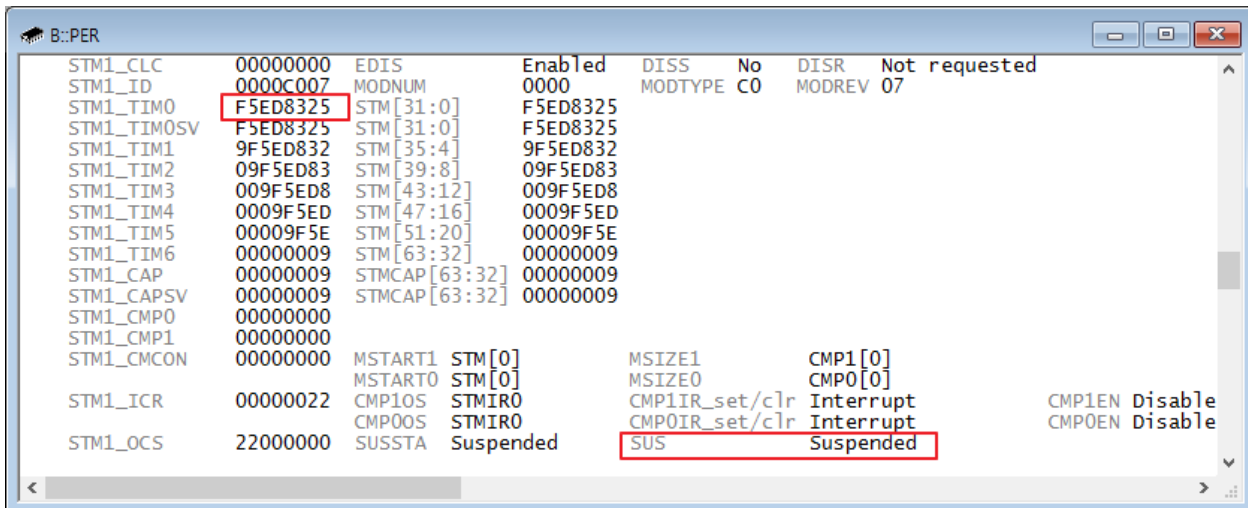 B::PER
STM1_CLC 00000000 EDIS Enabled DISS No DISR Not requested
STM1_ID 0000C007 MODNUM 0000 MODTYPE C0 MODREV 07
STM1_TIM0 F5ED8325 STM[31:0] F5ED8325
STM1_TIM0SV F5ED8325 STM[31:0] F5ED8325
STM1_TIM1 9F5ED832 STM[35:4] 9F5ED832
STM1_TIM2 09F5ED83 STM[39:8] 09F5ED83
STM1_TIM3 009F5ED8 STM[43:12] 009F5ED8
STM1_TIM4 0009F5ED STM[47:16] 0009F5ED
STM1_TIM5 00009F5E STM[51:20] 00009F5E
STM1_TIM6 00000009 STM[63:32] 00000009
STM1_CAP 00000009 STMCAP[63:32] 00000009
STM1_CAPSV 00000009 STMCAP[63:32] 00000009
STM1_CMP0 00000000
STM1_CMP1 00000000
STM1_CMCON 00000000 MSTART1 STM[0] MSIZE1 CMP1[0]
MSTART0 STM[0] MSIZE0 CMP0[0]
STM1_ICR 00000022 CMP1OS STMIR0 CMP1IR_set/clr Interrupt CMP1EN Disable
CMP0OS STMIR0 CMP0IR_set/clr Interrupt CMP0EN Disable
STM1_OCS 22000000 SUSSTA Suspended SUS Suspended